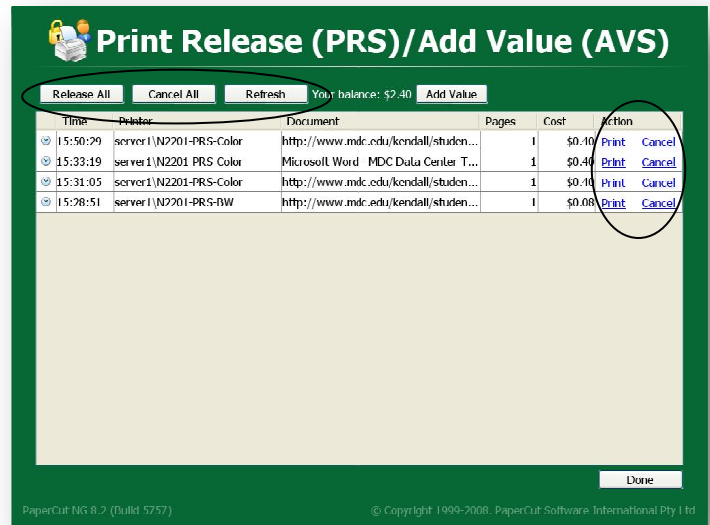 Print Release (PRS)/Add Value (AVS)
Release All Cancel All Refresh Your balance: $2.40 Add Value
Time Printer Document Pages Cost Action
15:50:29 server1\N2201-PRS-Color http://www.mdc.edu/kendall/studen... 1 $0.40 Print Cancel
15:33:19 server1\N2201-PRS-Color Microsoft Word - MDC Data Center T... 1 $0.40 Print Cancel
15:31:05 server1\N2201-PRS-Color http://www.mdc.edu/kendall/studen... 1 $0.40 Print Cancel
15:28:51 server1\N2201-PRS-BW http://www.mdc.edu/kendall/studen... 1 $0.08 Print Cancel
Done
PaperCut NG 8.2 (Build 5757) © Copyright 1999-2008. PaperCut Software International Pty Ltd